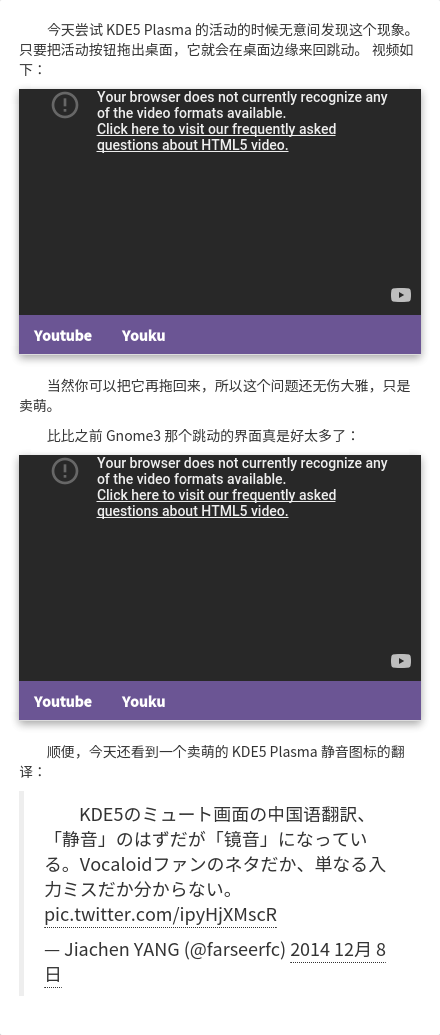 今天尝试 KDE5 Plasma 的活动的时候无意间发现这个现象。
只要把活动按钮拖出桌面，它就会在桌面边缘来回跳动。 视频如
下：
Your browser does not currently recognize any
of the video formats available.
Click here to visit our frequently asked
questions about HTML5 video.
Youtube Youku
当然你可以把它再拖回来，所以这个问题还无伤大雅，只是
卖萌。
比比之前 Gnome3 那个跳动的界面真是好太多了：
Your browser does not currently recognize any
of the video formats available.
Click here to visit our frequently asked
questions about HTML5 video.
Youtube Youku
顺便，今天还看到一个卖萌的 KDE5 Plasma 静音图标的翻
译：
KDE5のミュート画面の中国语翻訳、
「静音」のはずだが「镜音」になってい
る。Vocaloidファンのネタだか、単なる入
力ミスだか分からない。
pic.twitter.com/ipyHjXMscR
— Jiachen YANG (@farseerfc) 2014 12月 8
日